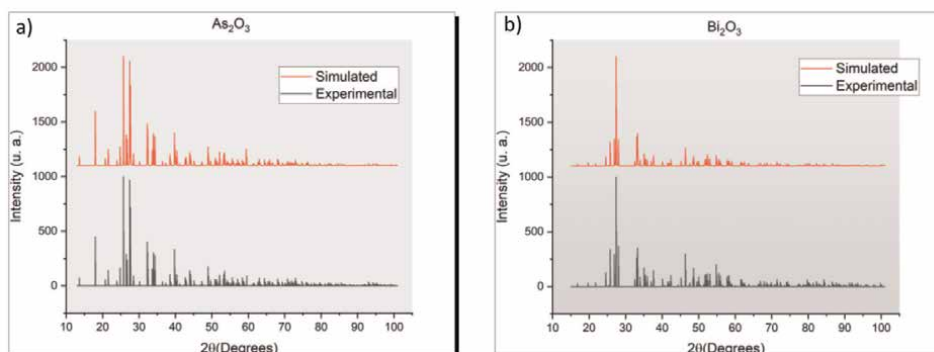 a)
As₂O₃
Simulated
Experimental
Intensity (u. a.)
2000
1500
1000
500
0
10 20 30 40 50 60 70 80 90 100
2θ(Degrees)
b)
Bi₂O₃
Simulated
Experimental
Intensity (u. a.)
2000
1500
1000
500
0
10 20 30 40 50 60 70 80 90 100
2θ(Degrees)